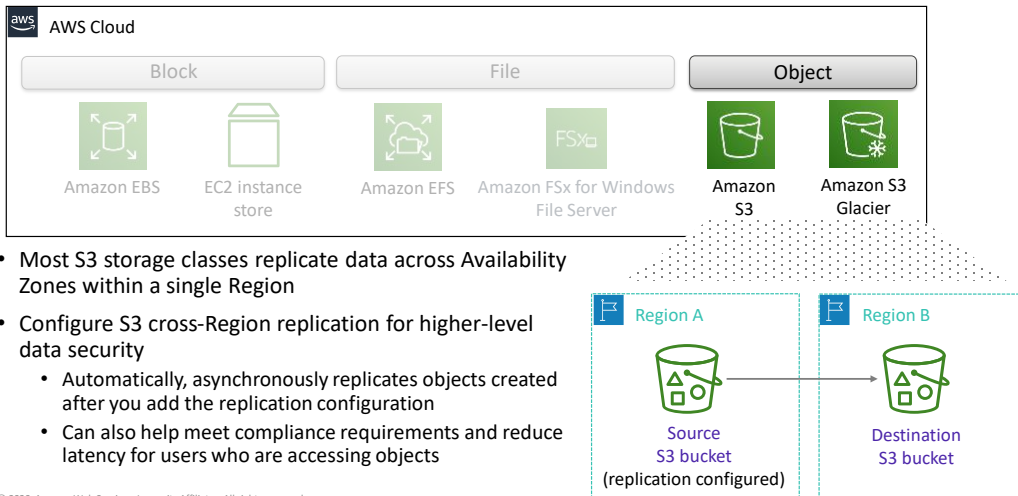 aws
AWS Cloud
Block
File
Object
FSx
Amazon EBS
EC2 instance
store
Amazon EFS
Amazon FSx for Windows
File Server
Amazon
S3
Amazon S3
Glacier
• Most S3 storage classes replicate data across Availability
Zones within a single Region
• Configure S3 cross-Region replication for higher-level
data security
• Automatically, asynchronously replicates objects created
after you add the replication configuration
• Can also help meet compliance requirements and reduce
latency for users who are accessing objects
Region A
Region B
Source
S3 bucket
(replication configured)
Destination
S3 bucket